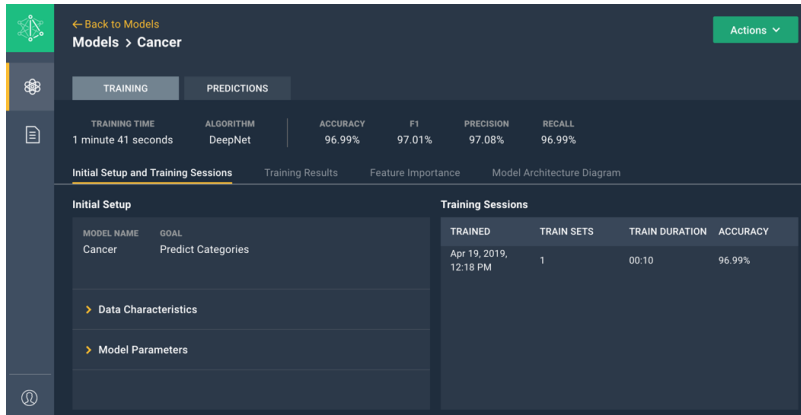 ← Back to Models
Models > Cancer
Actions
TRAINING PREDICTIONS
TRAINING TIME ALGORITHM ACCURACY F1 PRECISION RECALL
1 minute 41 seconds DeepNet 96.99% 97.01% 97.08% 96.99%
Initial Setup and Training Sessions Training Results Feature Importance Model Architecture Diagram
Initial Setup
MODEL NAME GOAL
Cancer Predict Categories
> Data Characteristics
> Model Parameters
Training Sessions
TRAINED TRAIN SETS TRAIN DURATION ACCURACY
Apr 19, 2019,
12:18 PM 1 00:10 96.99%